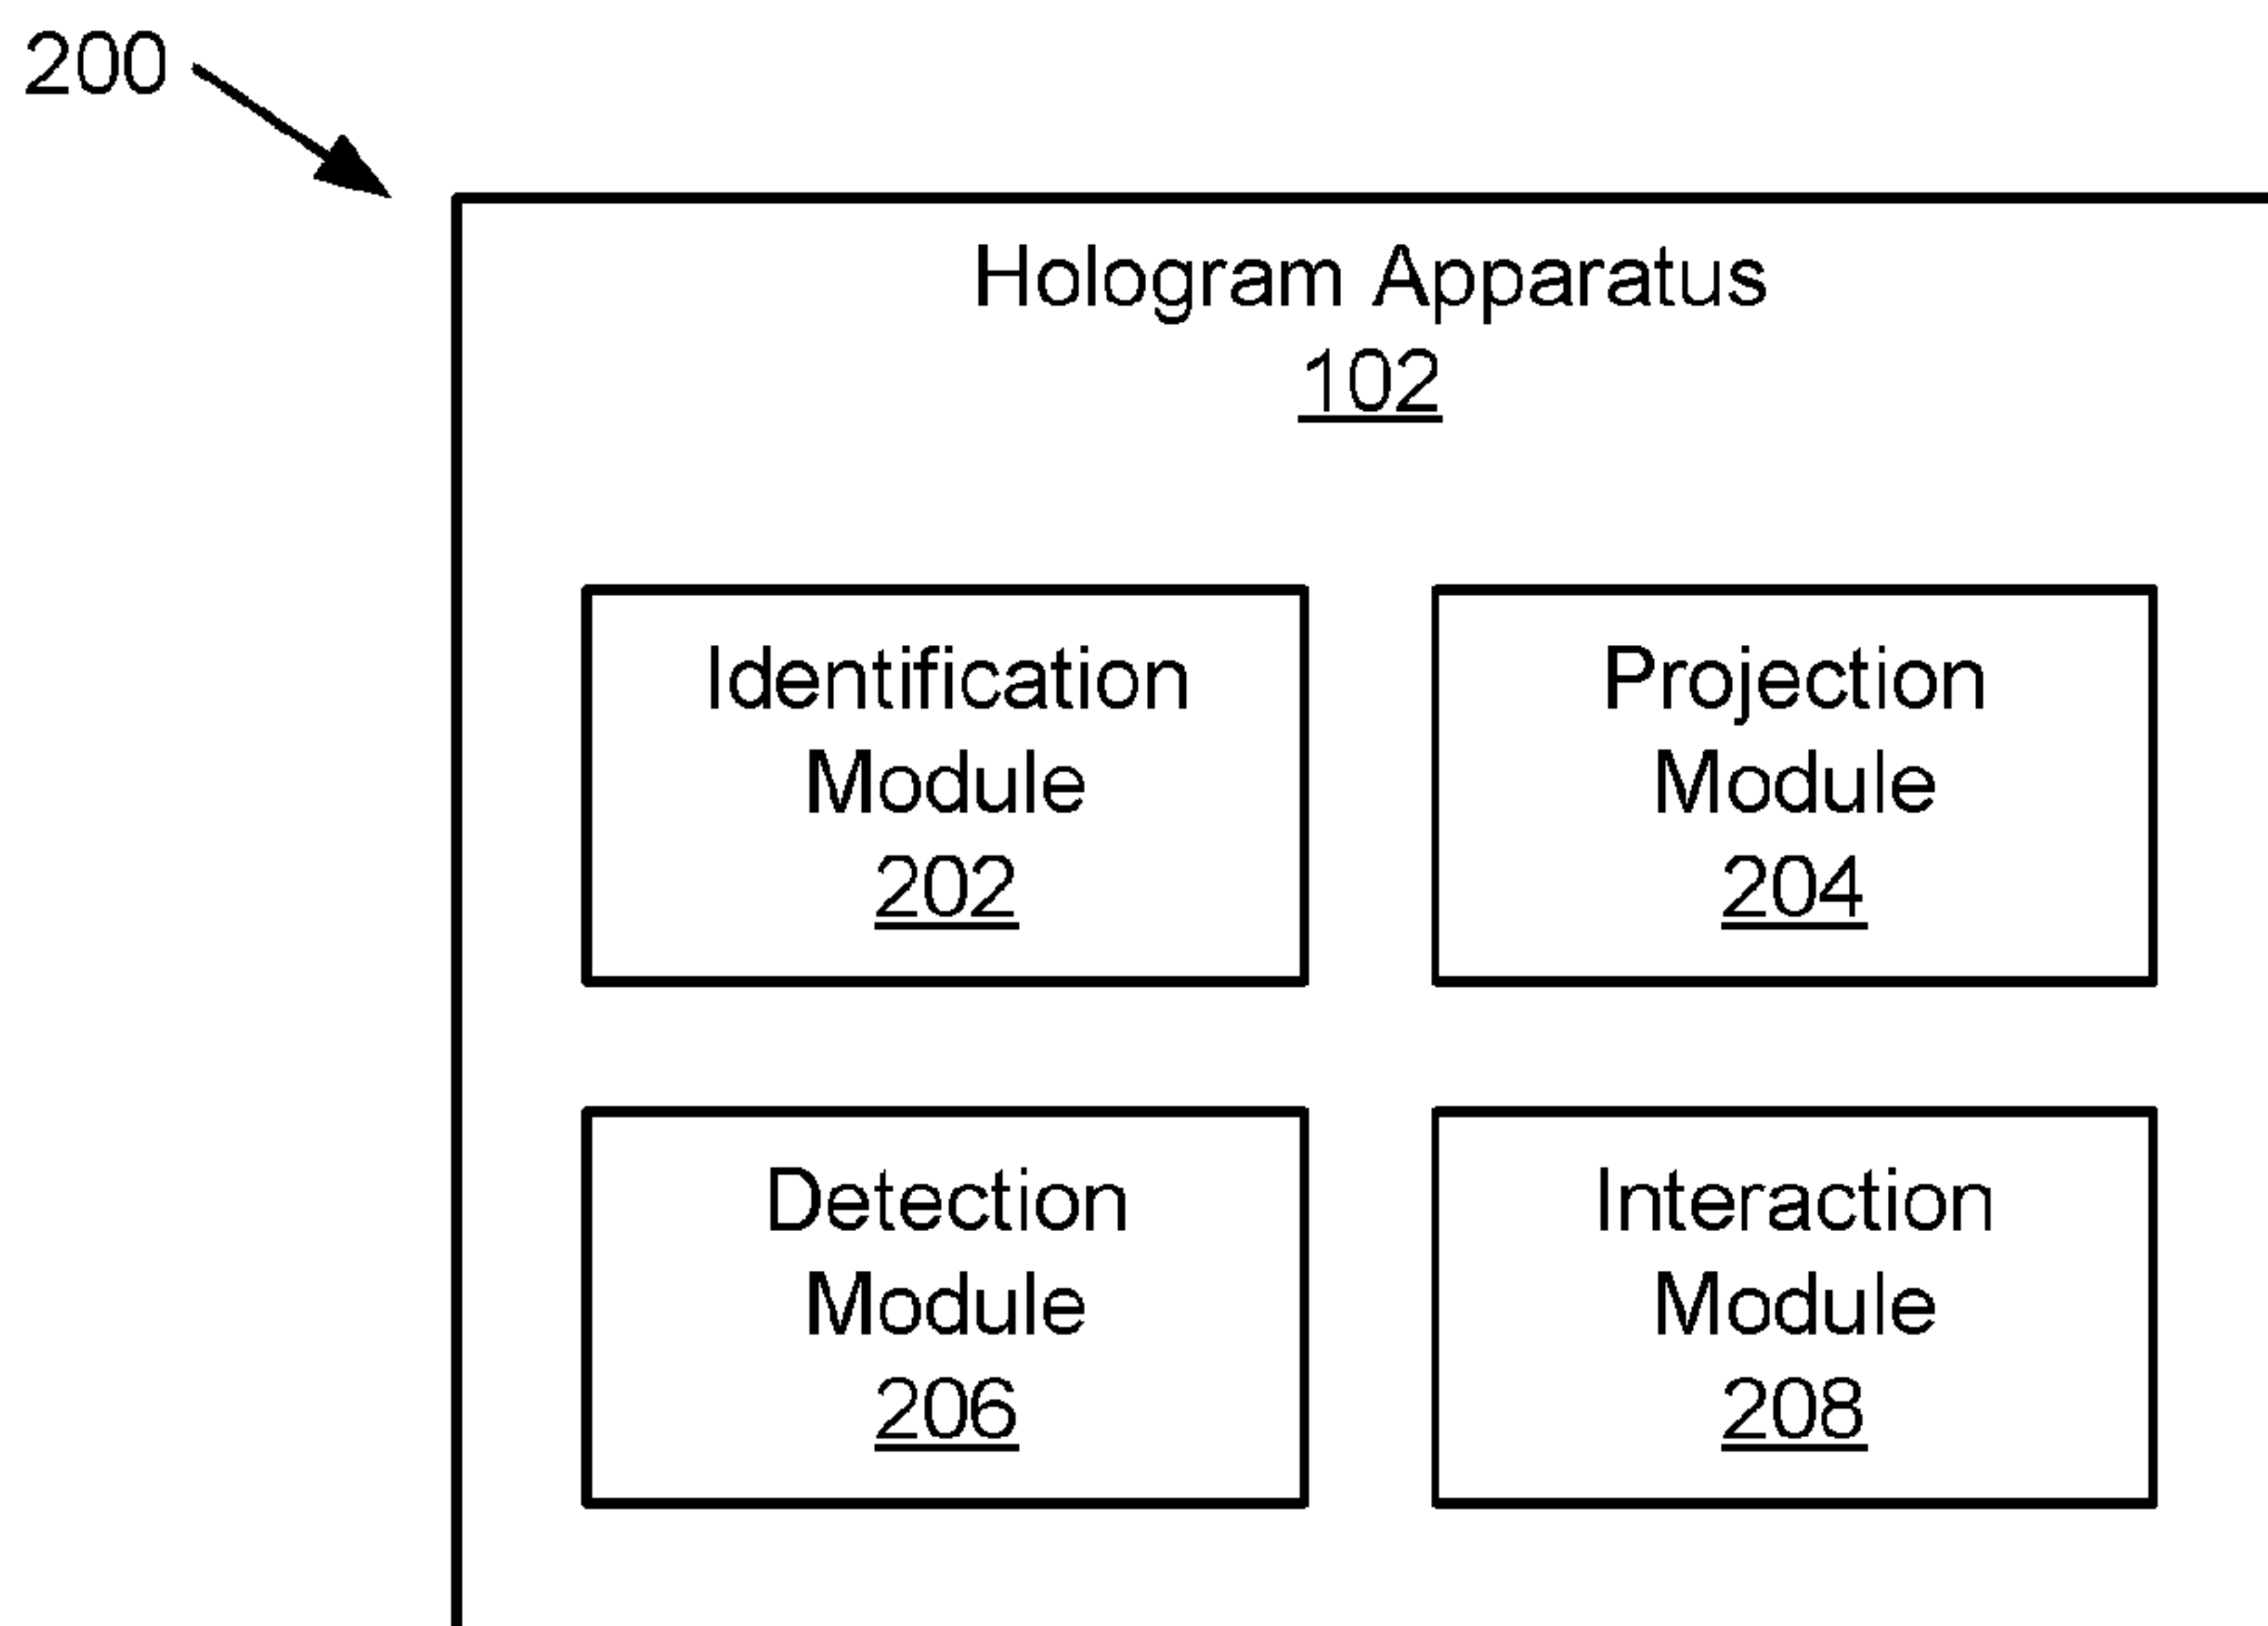 200
Hologram Apparatus
102
Identification
Module
202
Projection
Module
204
Detection
Module
206
Interaction
Module
208